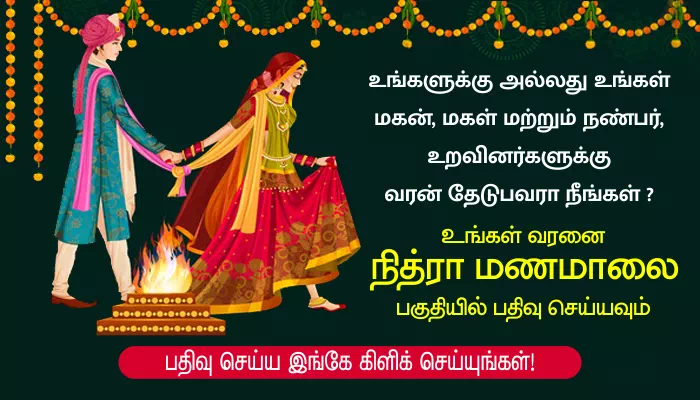 உங்களுக்கு அல்லது உங்கள்
மகன், மகள் மற்றும் நண்பர்,
உறவினர்களுக்கு
வரன் தேடுபவரா நீங்கள் ?
உங்கள் வரனை
நித்ரா மணமாலை
பகுதியில் பதிவு செய்யவும்
பதிவு செய்ய இங்கே கிளிக் செய்யுங்கள்!